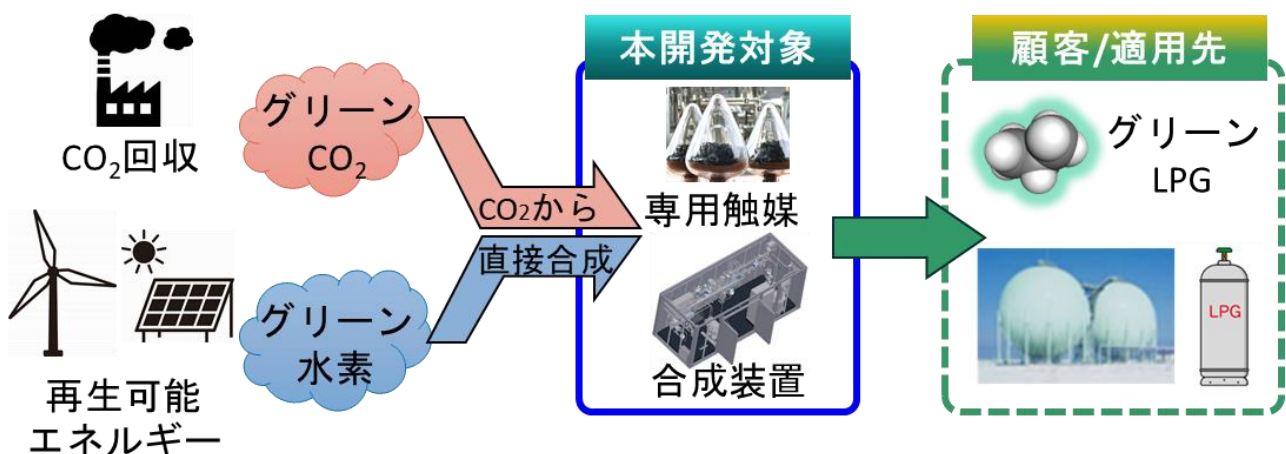 CO₂回収
再生可能
エネルギー
グリーン
CO₂
グリーン
水素
CO₂から
直接合成
本開発対象
専用触媒
合成装置
顧客/適用先
グリーン
LPG
LPG